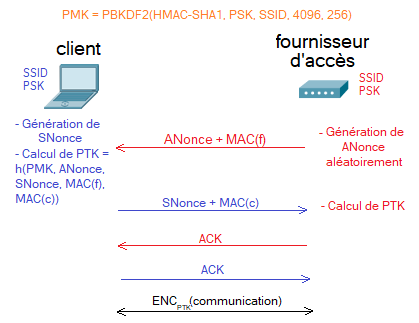 PMK = PBKDF2(HMAC-SHA1, PSK, SSID, 4096, 256)
client
fournisseur
d'accès
SSID
PSK
SSID
PSK
- Génération de
SNonce
- Calcul de PTK =
h(PMK, ANonce,
SNonce, MAC(f),
MAC(c))
ANonce + MAC(f)
- Génération de
ANonce
aléatoirement
SNonce + MAC(c)
- Calcul de PTK
ACK
ACK
ENCPTK(communication)